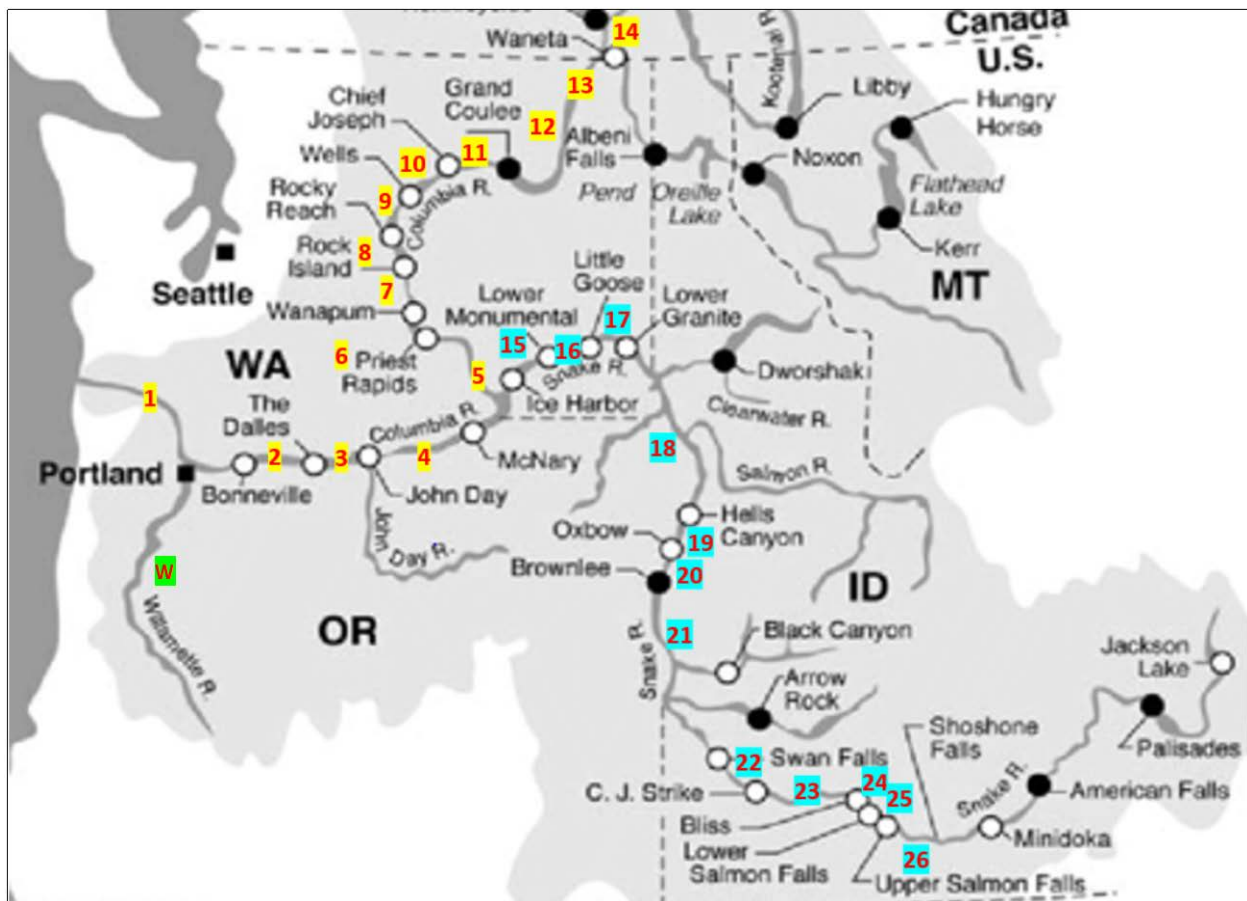 Canada
U.S.
14
Waneta
13
Grand
Coulee
Chief
Joseph
12
11
10
Wells
Rocky
Reach
9
Columbia R.
8
Rock
Island
7
Wanapum
6
Priest
Rapids
5
Seattle
WA
Albeni
Falls
Pend Oreille
Lake
Kootenai R.
Libby
Noxon
Hungry
Horse
Flathead
Lake
Kerr
MT
Little
Goose
17
Lower
Granite
Lower
Monumental
15
16
Snake R.
Ice Harbor
Dworshak
Clearwater R.
1
The
Dalles
Columbia R.
Portland
2
3
4
Bonneville
McNary
John Day
John
Day R.
W
Willamette R.
OR
18
Salmon R.
Hells
Canyon
Oxbow
19
Brownlee
20
ID
21
Snake R.
Black Canyon
Arrow
Rock
Jackson
Lake
Palisades
Shoshone
Falls
22
Swan Falls
C. J. Strike
23
24
25
Snake R.
American Falls
Bliss
Lower
Salmon Falls
Minidoka
26
Upper Salmon Falls